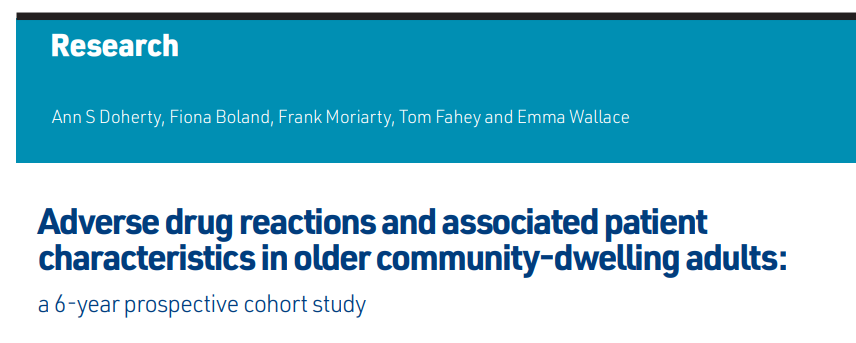 Research
Ann S Doherty, Fiona Boland, Frank Moriarty, Tom Fahey and Emma Wallace
Adverse drug reactions and associated patient
characteristics in older community-dwelling adults:
a 6-year prospective cohort study